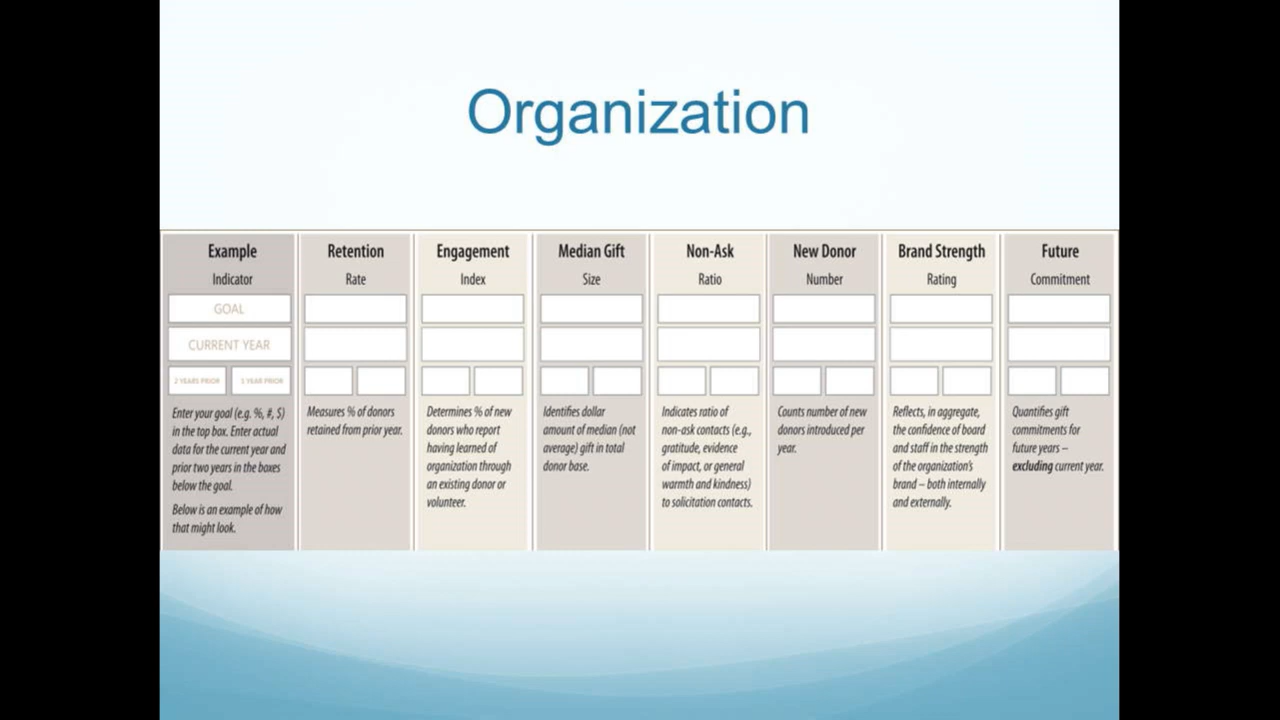 Organization
Example
Indicator
GOAL
CURRENT YEAR
2 YEARS PRIOR
1 YEAR PRIOR
Enter your goal (e.g. %, #, $)
in the top box. Enter actual
data for the current year and
prior two years in the boxes
below the goal.
Below is an example of how
that might look.
Retention
Rate
Measures % of donors
retained from prior year.
Engagement
Index
Determines % of new
donors who report
having learned of
organization through
an existing donor or
volunteer.
Median Gift
Size
Identifies dollar
amount of median (not
average) gift in total
donor base.
Non-Ask
Ratio
Indicates ratio of
non-ask contacts (e.g.,
gratitude, evidence
of impact, or general
warmth and kindness)
to solicitation contacts.
New Donor
Number
Counts number of new
donors introduced per
year.
Brand Strength
Rating
Reflects, in aggregate,
the confidence of board
and staff in the strength
of the organization's
brand – both internally
and externally.
Future
Commitment
Quantifies gift
commitments for
future years –
excluding current year.